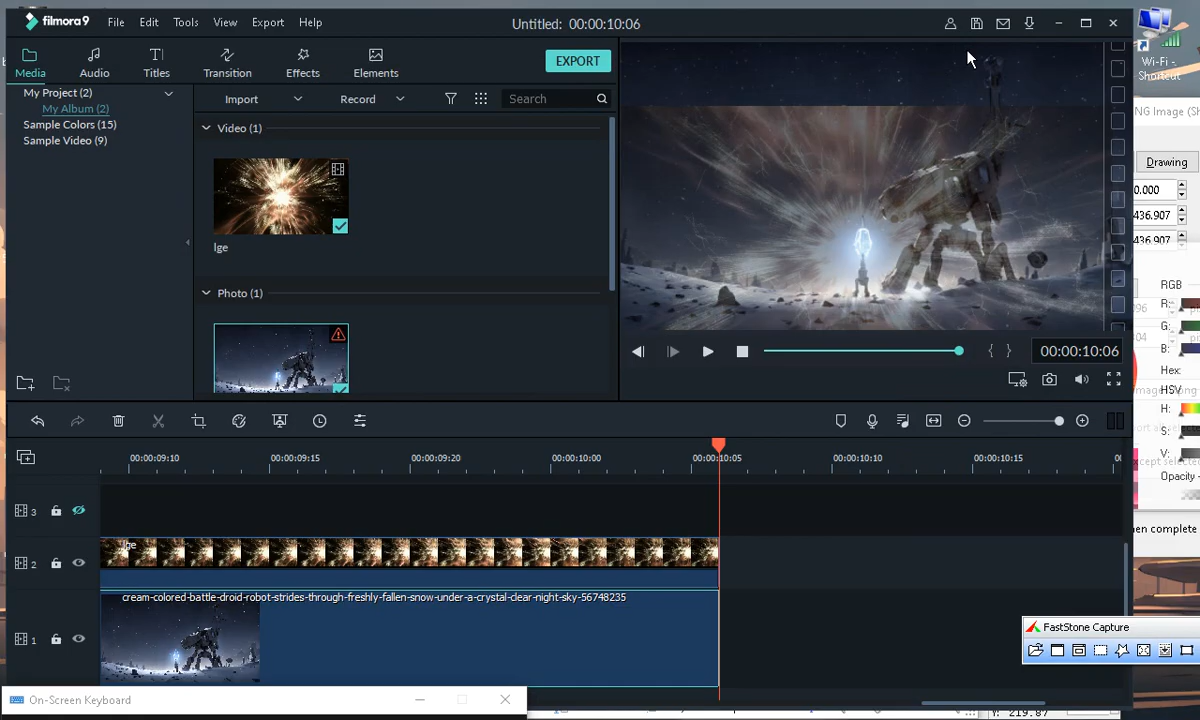 filmora9 File Edit Tools View Export Help Untitled: 00:00:10:06
Media Audio Titles Transition Effects Elements EXPORT
My Project (2)
My Album (2)
Sample Colors (15)
Sample Video (9)
Import Record Search
Video (1)
lge
Photo (1)
{ } 00:00:10:06
00:00:09:10 00:00:09:15 00:00:09:20 00:00:10:00 00:00:10:05 00:00:10:10 00:00:10:15
3
2 lge
1 cream-colored-battle-droid-robot-strides-through-freshly-fallen-snow-under-a-crystal-clear-night-sky-56748235
On-Screen Keyboard
Wi-Fi -
Shortcut
NG Image (Sh
Drawing
0.000
436.907
436.907
RGB
R:
G:
B:
Hex:
HSV
H:
S:
V:
Opacity -
hen complete
FastStone Capture
Y: 219.87